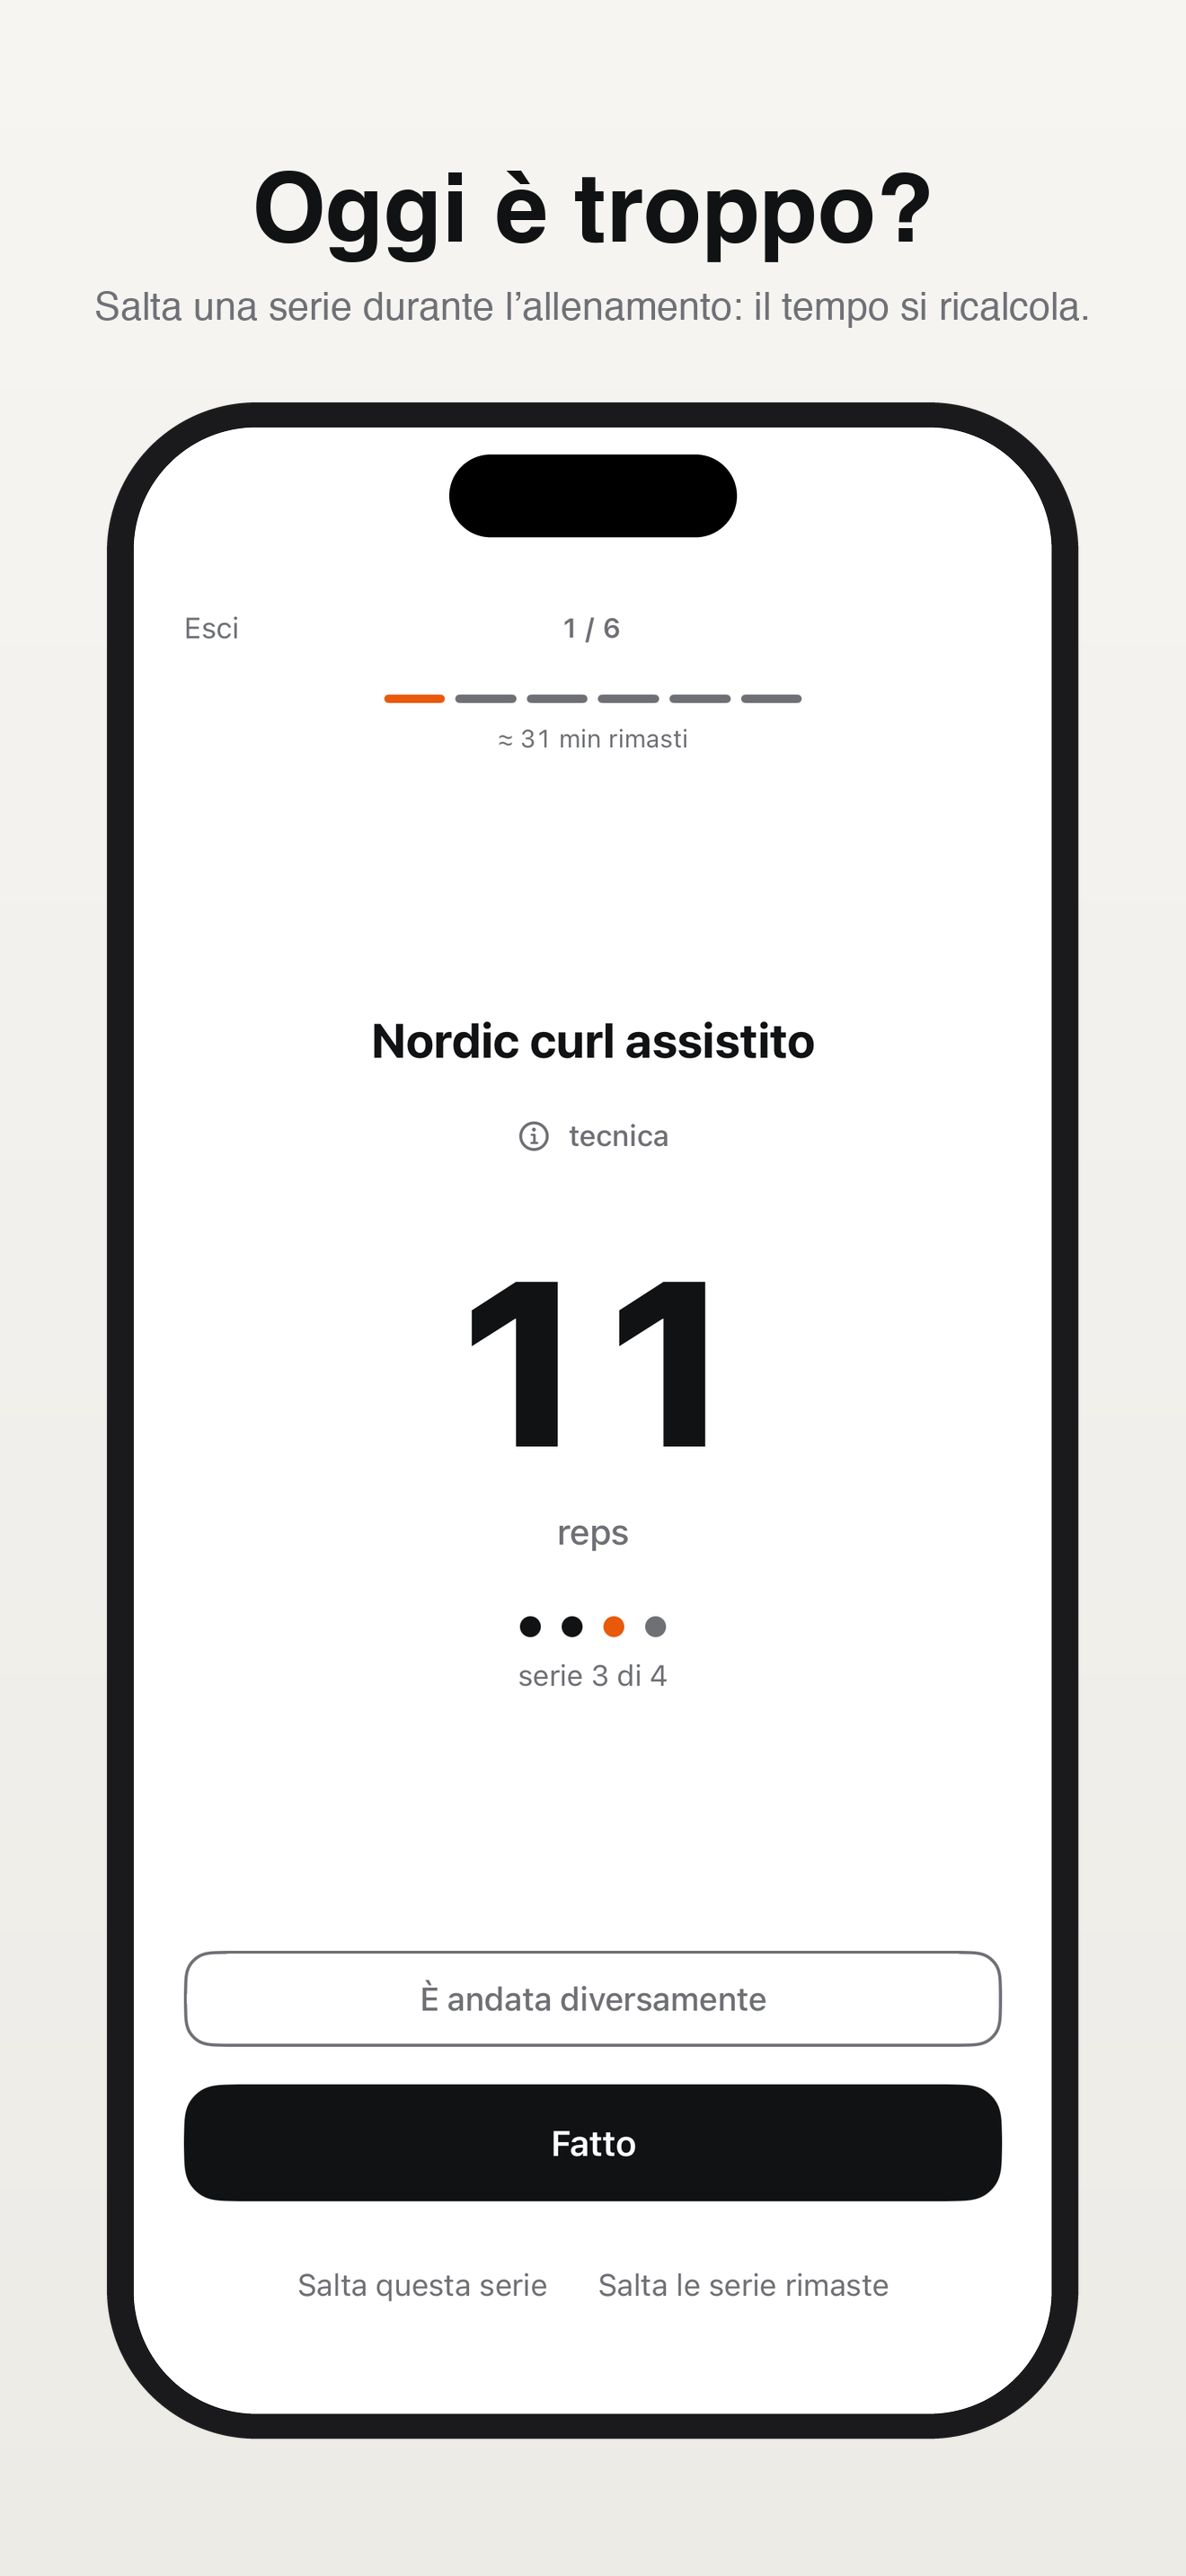 Oggi è troppo?
Salta una serie durante l’allenamento: il tempo si ricalcola.
Esci
1 / 6
≈ 31 min rimasti
Nordic curl assistito
tecnica
11
reps
serie 3 di 4
È andata diversamente
Fatto
Salta questa serie
Salta le serie rimaste